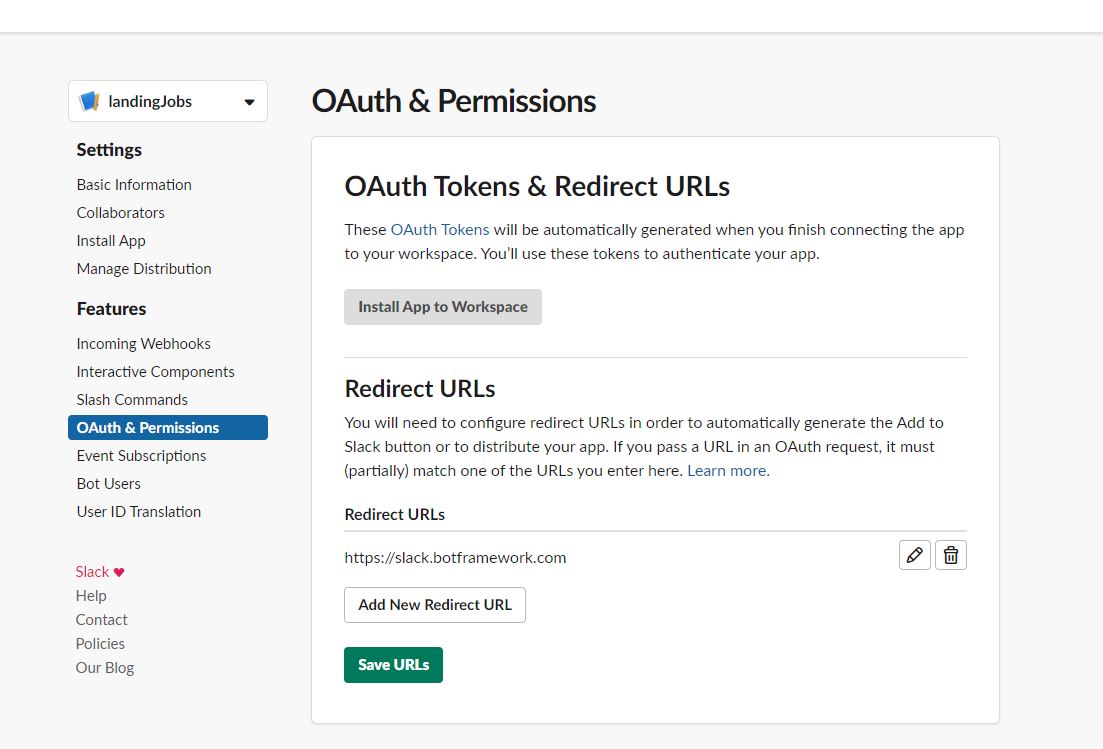 landingJobs
Settings
Basic Information
Collaborators
Install App
Manage Distribution
Features
Incoming Webhooks
Interactive Components
Slash Commands
OAuth & Permissions
Event Subscriptions
Bot Users
User ID Translation
Slack ♥
Help
Contact
Policies
Our Blog
OAuth & Permissions
OAuth Tokens & Redirect URLs
These OAuth Tokens will be automatically generated when you finish connecting the app
to your workspace. You’ll use these tokens to authenticate your app.
Install App to Workspace
Redirect URLs
You will need to configure redirect URLs in order to automatically generate the Add to
Slack button or to distribute your app. If you pass a URL in an OAuth request, it must
(partially) match one of the URLs you enter here. Learn more.
Redirect URLs
https://slack.botframework.com
Add New Redirect URL
Save URLs